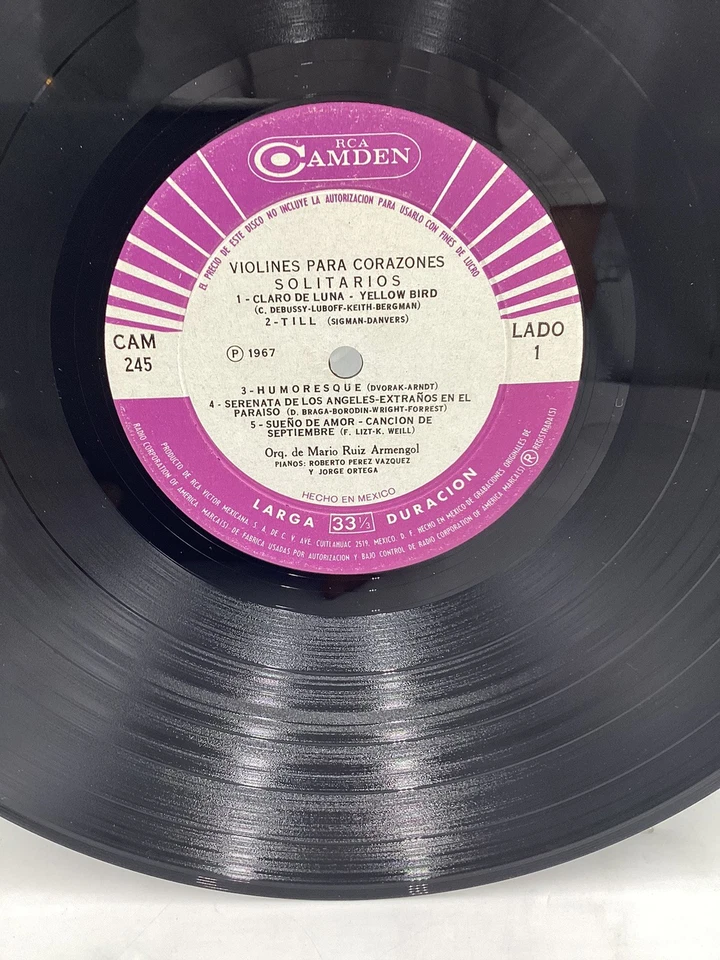 RCA
CAMDEN
EL PRECIO DE ESTE DISCO NO INCLUYE LA AUTORIZACION PARA USARLO CON FINES DE LUCRO
VIOLINES PARA CORAZONES
SOLITARIOS
1 - CLARO DE LUNA - YELLOW BIRD
(C. DEBUSSY-LUBOFF-KEITH-BERGMAN)
2 - TILL (SIGMAN-DANVERS)
CAM
245
LADO
1
Ⓟ 1967
3 - HUMORESQUE (DVORAK-ARNDT)
4 - SERENATA DE LOS ANGELES-EXTRAÑOS EN EL
PARAISO (D. BRAGA-BORODIN-WRIGHT-FORREST)
5 - SUEÑO DE AMOR - CANCION DE
SEPTIEMBRE (F. LIZT-K. WEILL)
Orq. de Mario Ruiz Armengol
PIANOS: ROBERTO PEREZ VAZQUEZ
Y JORGE ORTEGA
HECHO EN MEXICO
LARGA 33⅓ DURACION
PRODUCTO DE RCA VICTOR MEXICANA, S. A. DE C. V. AVE. CUITLAHUAC 2519, MEXICO, D. F. HECHO EN MEXICO DE GRABACIONES ORIGINALES DE
RADIO CORPORATION OF AMERICA. MARCA(S) DE FABRICA USADAS POR AUTORIZACION Y BAJO CONTROL DE RADIO CORPORATION OF AMERICA MARCA(S) ® REGISTRADA(S)